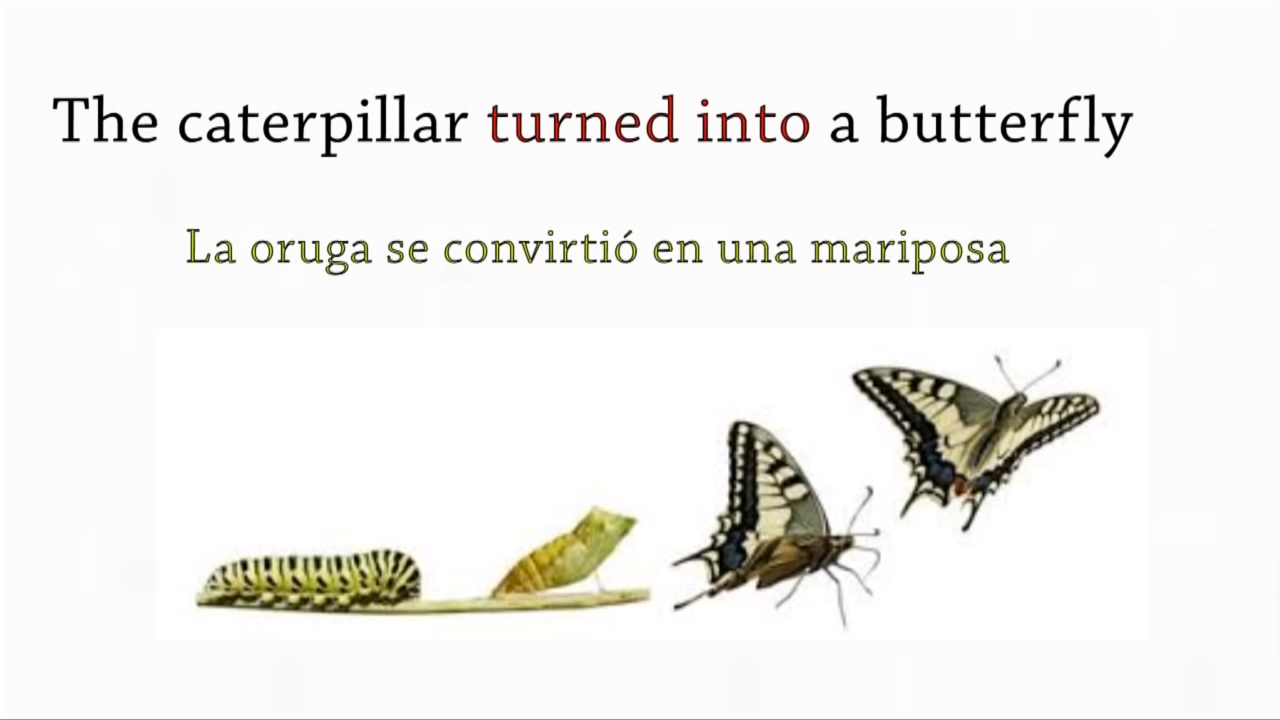 The caterpillar turned into a butterfly
La oruga se convirtió en una mariposa